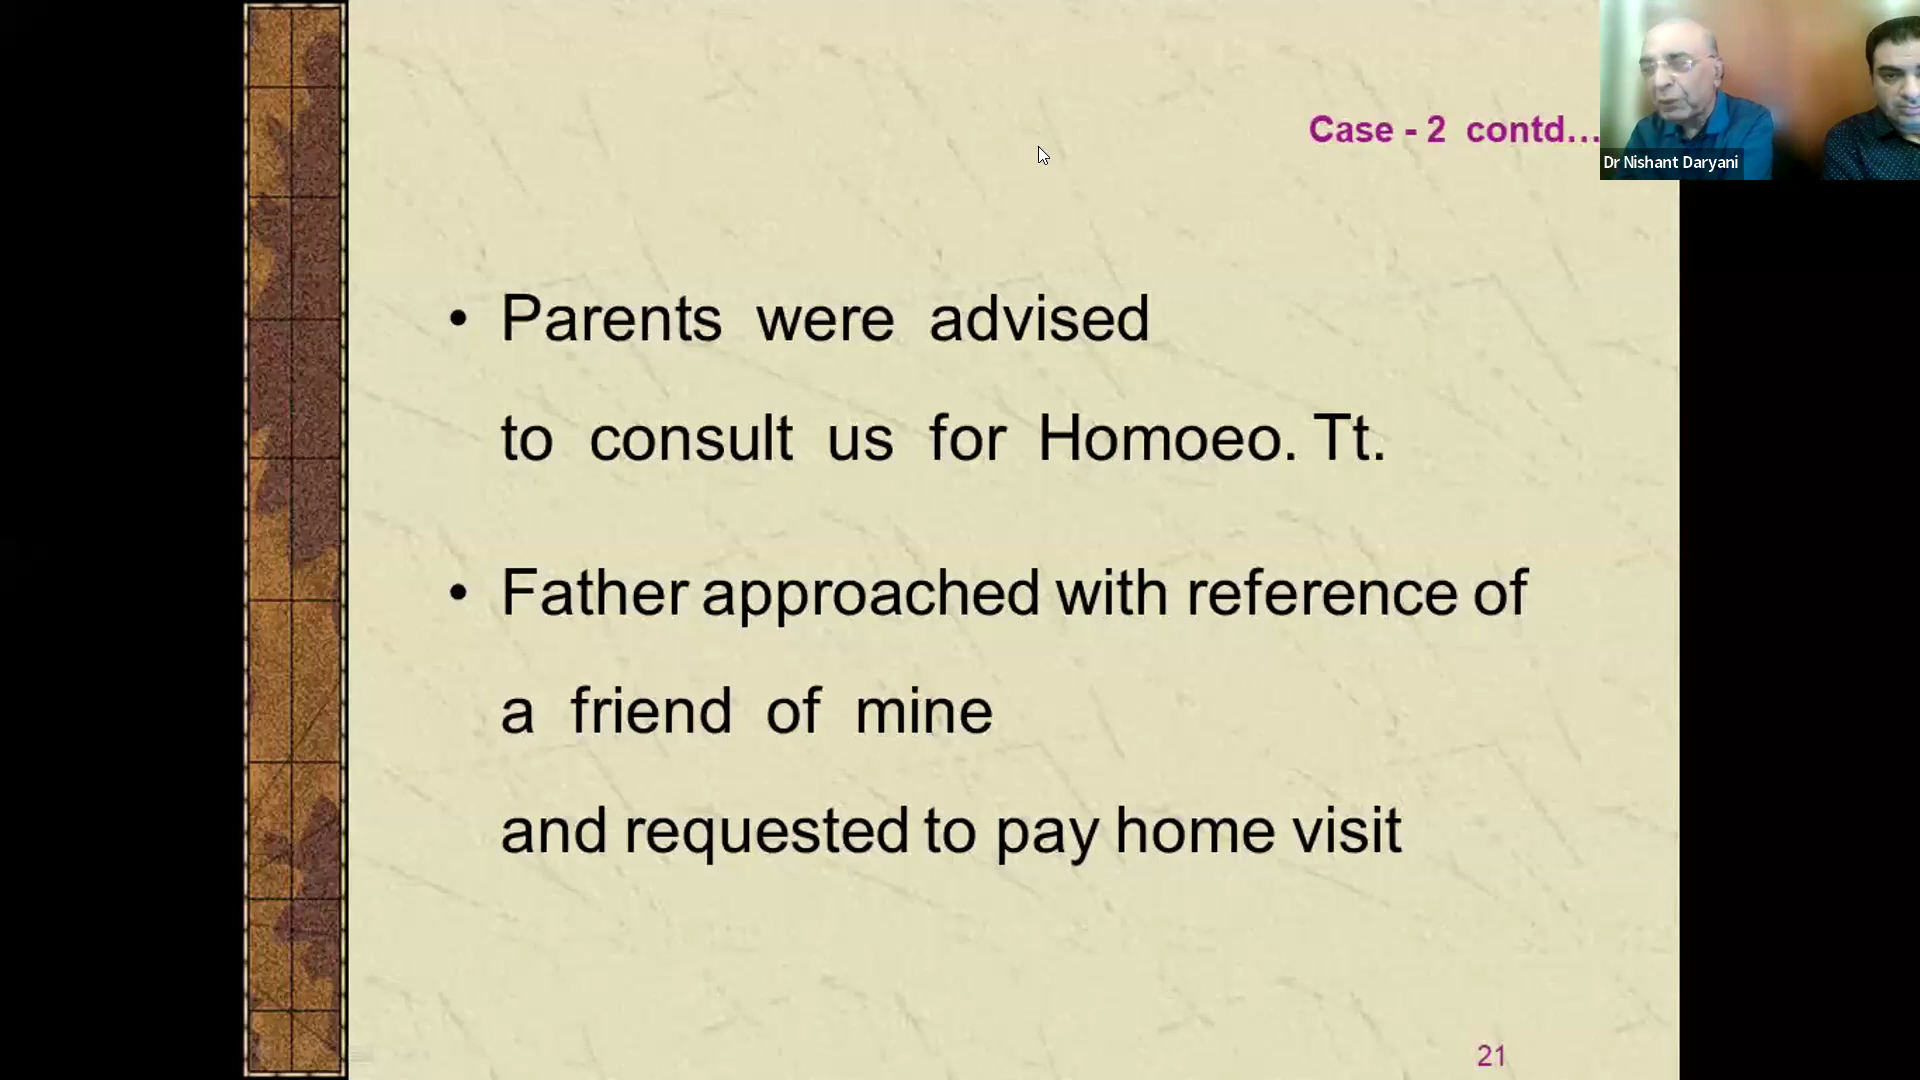 Case - 2 contd...
Dr Nishant Daryani
• Parents were advised
to consult us for Homoeo. Tt.
• Father approached with reference of
a friend of mine
and requested to pay home visit
21